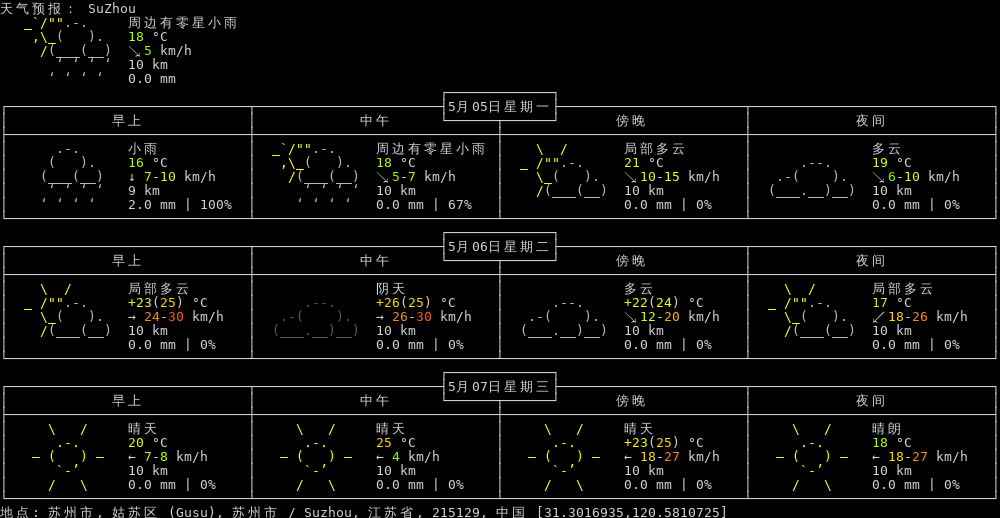 天气预报： SuZhou
周边有零星小雨
18 °C
↘5 km/h
10 km
0.0 mm
5月05日星期一
早上 中午 傍晚 夜间
小雨 周边有零星小雨 局部多云 多云
16 °C 18 °C 21 °C 19 °C
↓ 7-10 km/h ↘5-7 km/h ↘10-15 km/h ↘6-10 km/h
9 km 10 km 10 km 10 km
2.0 mm | 100% 0.0 mm | 67% 0.0 mm | 0% 0.0 mm | 0%
5月06日星期二
早上 中午 傍晚 夜间
局部多云 阴天 多云 局部多云
+23(25) °C +26(25) °C +22(24) °C 17 °C
→ 24-30 km/h → 26-30 km/h ↘12-20 km/h ↙18-26 km/h
10 km 10 km 10 km 10 km
0.0 mm | 0% 0.0 mm | 0% 0.0 mm | 0% 0.0 mm | 0%
5月07日星期三
早上 中午 傍晚 夜间
晴天 晴天 晴天 晴朗
20 °C 25 °C +23(25) °C 18 °C
← 7-8 km/h ← 4 km/h ← 18-27 km/h ← 18-27 km/h
10 km 10 km 10 km 10 km
0.0 mm | 0% 0.0 mm | 0% 0.0 mm | 0% 0.0 mm | 0%
地点: 苏州市, 姑苏区 (Gusu), 苏州市 / Suzhou, 江苏省, 215129, 中国 [31.3016935,120.5810725]